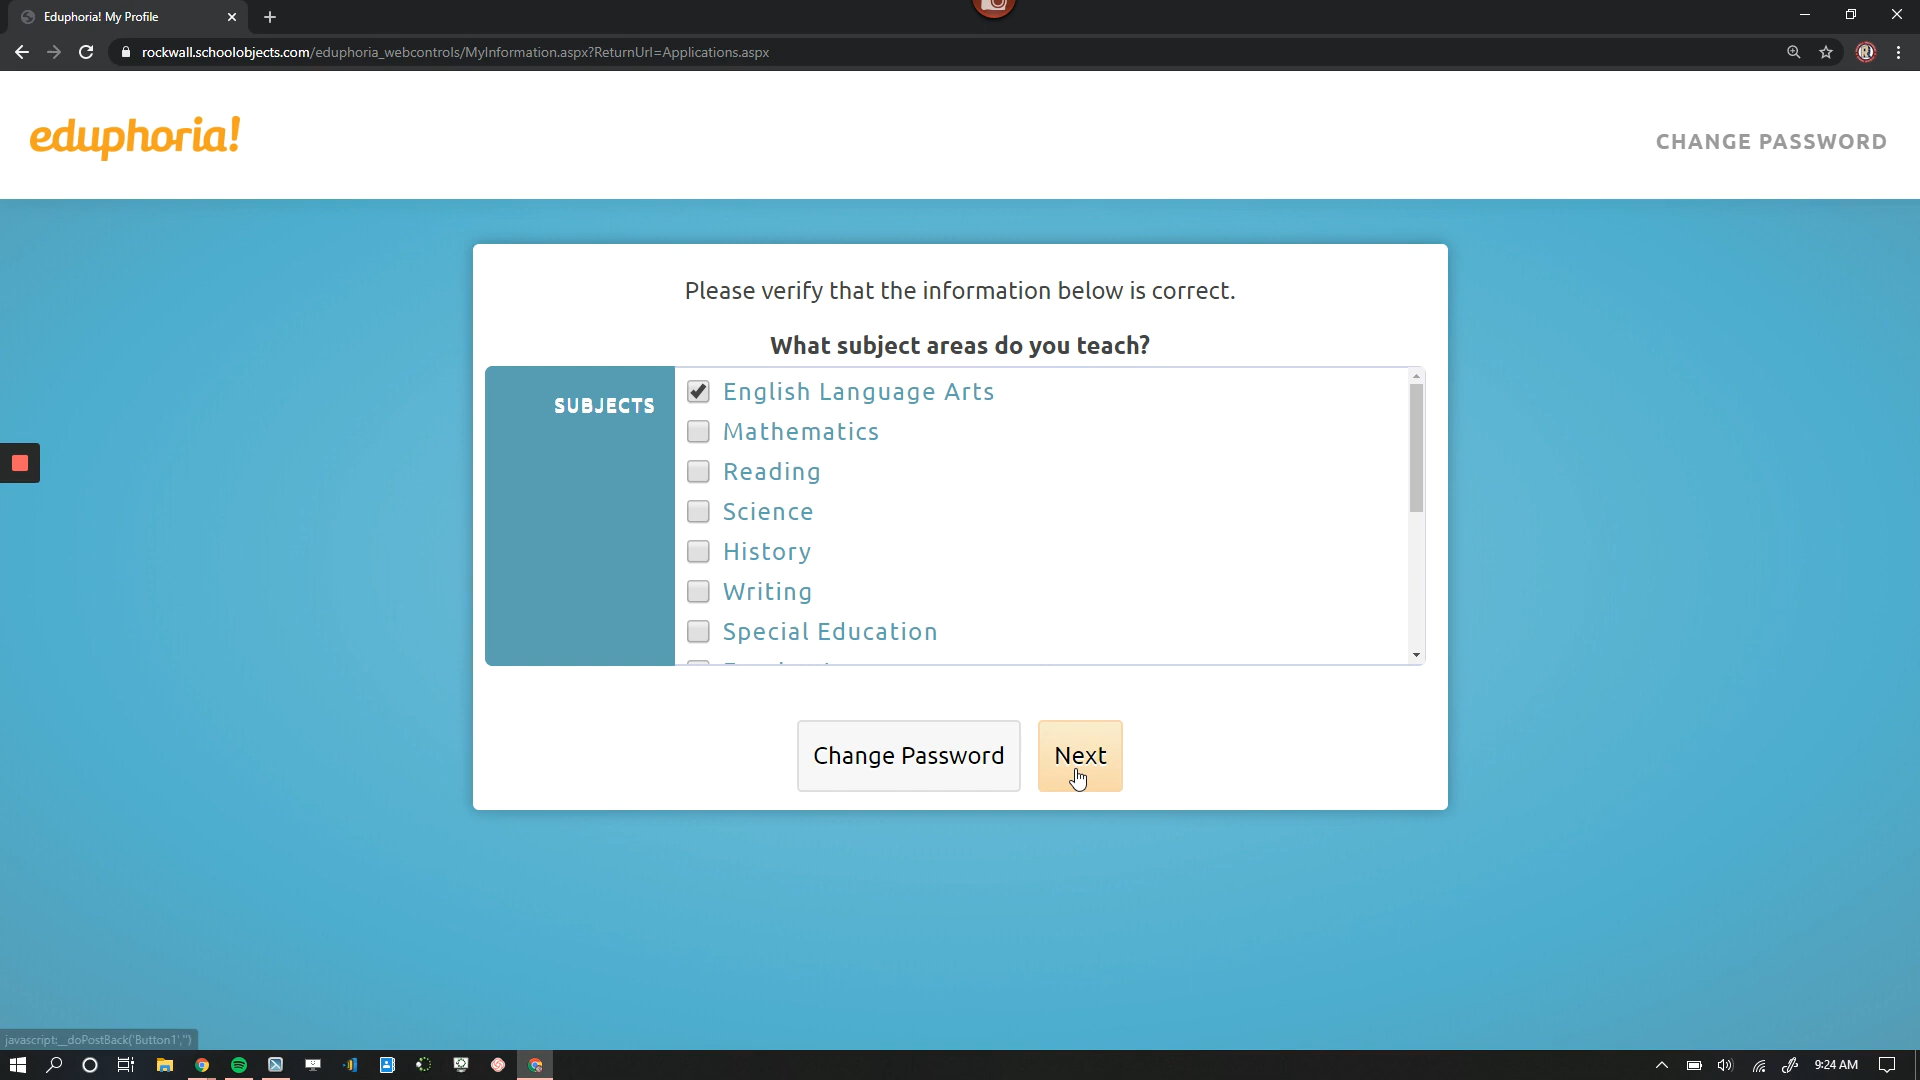 Eduphoria! My Profile
rockwall.schoolobjects.com/eduphoria_webcontrols/MyInformation.aspx?ReturnUrl=Applications.aspx
eduphoria!
CHANGE PASSWORD
Please verify that the information below is correct.
What subject areas do you teach?
SUBJECTS
English Language Arts
Mathematics
Reading
Science
History
Writing
Special Education
Change Password
Next
javascript:__doPostBack('Button1','')
9:24 AM